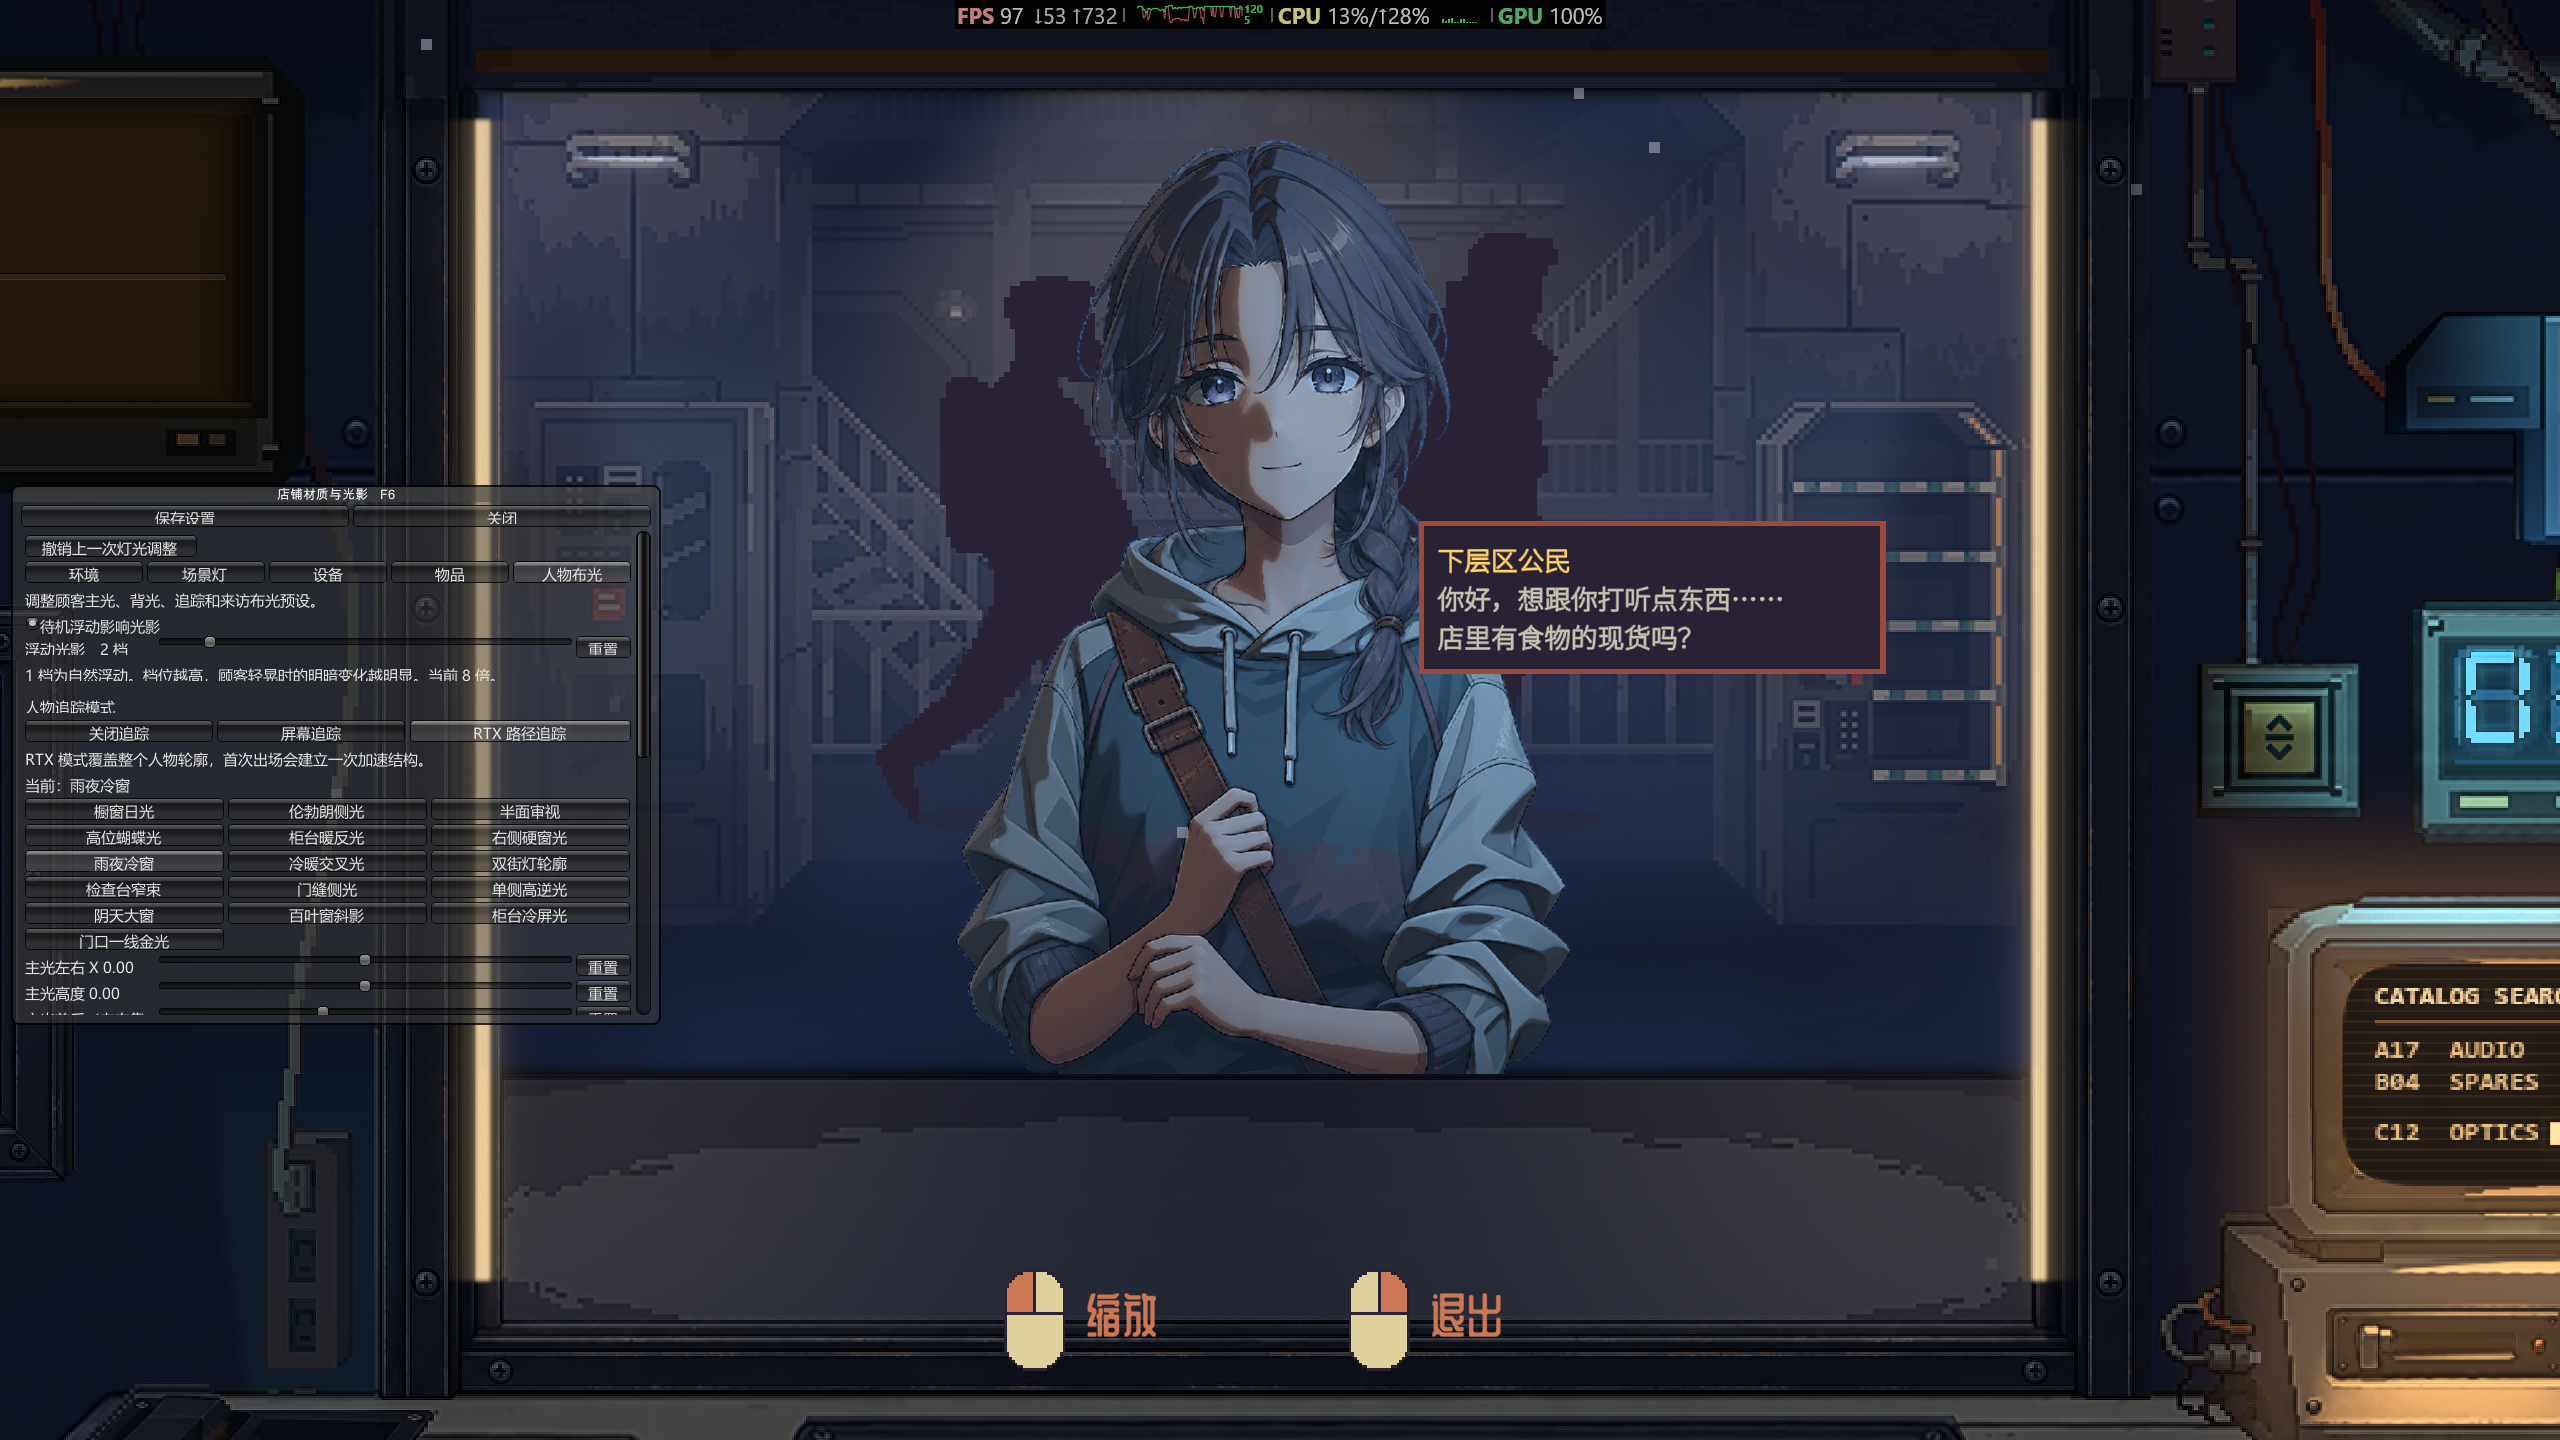 FPS 97 ↓53 ↑732 | 120 5 | CPU 13%/↑28% | GPU 100%
店铺材质与光影 F6
保存设置 关闭
撤销上一次灯光调整
环境 场景灯 设备 物品 人物布光
调整顾客主光、背光、追踪和来访布光预设。
待机浮动影响光影
浮动光影 2 档 重置
1 档为自然浮动。档位越高，顾客轻晃时的明暗变化越明显。当前 8 倍。
人物追踪模式
关闭追踪 屏幕追踪 RTX 路径追踪
RTX 模式覆盖整个人物轮廓，首次出场会建立一次加速结构。
当前：雨夜冷窗
橱窗日光 伦勃朗侧光 半面审视
高位蝴蝶光 柜台暖反光 右侧硬窗光
雨夜冷窗 冷暖交叉光 双街灯轮廓
检查台窄束 门缝侧光 单侧高逆光
阴天大窗 百叶窗斜影 柜台冷屏光
门口一线金光
主光左右 X 0.00 重置
主光高度 0.00 重置
下层区公民
你好，想跟你打听点东西……
店里有食物的现货吗？
CATALOG SEARC
A17 AUDIO
B04 SPARES
C12 OPTICS
缩放 退出